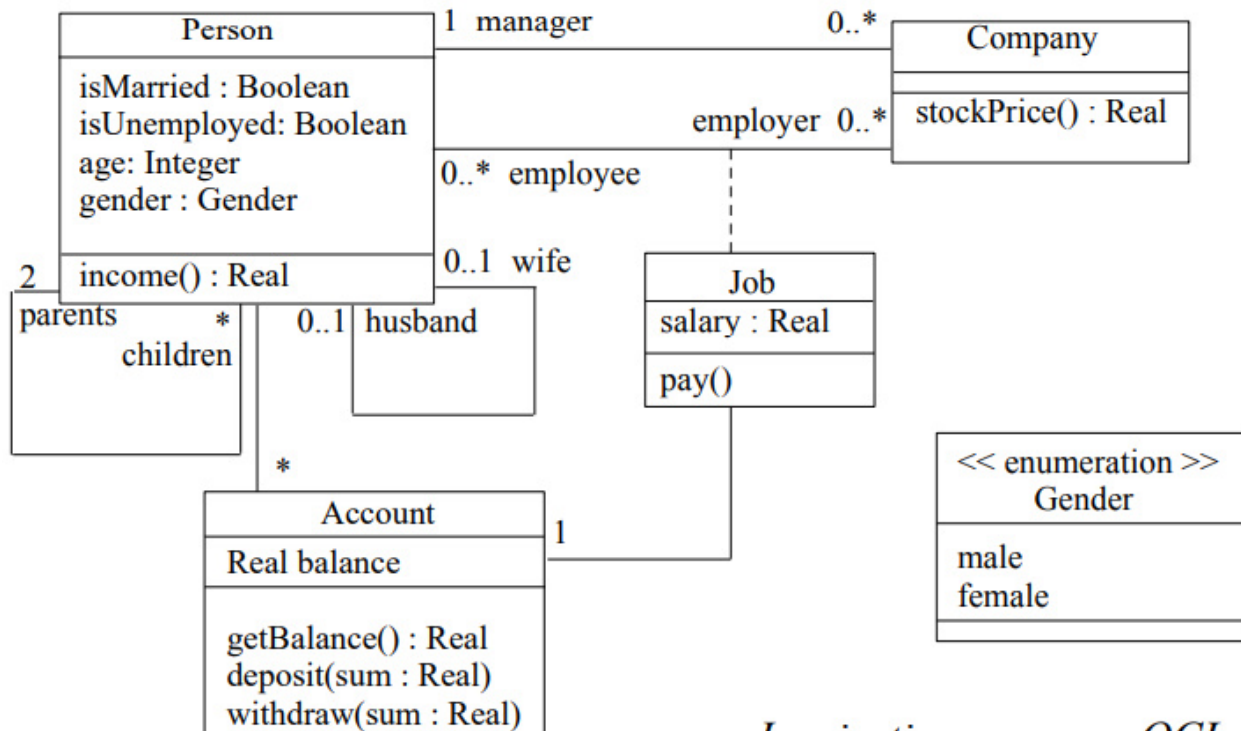 Person
isMarried : Boolean
isUnemployed: Boolean
age: Integer
gender : Gender
income() : Real
1 manager
0..*
Company
stockPrice() : Real
employer 0..*
0..* employee
0..1 wife
0..1 husband
2
parents
*
children
Job
salary : Real
pay()
*
1
Account
Real balance
getBalance() : Real
deposit(sum : Real)
withdraw(sum : Real)
<< enumeration >>
Gender
male
female